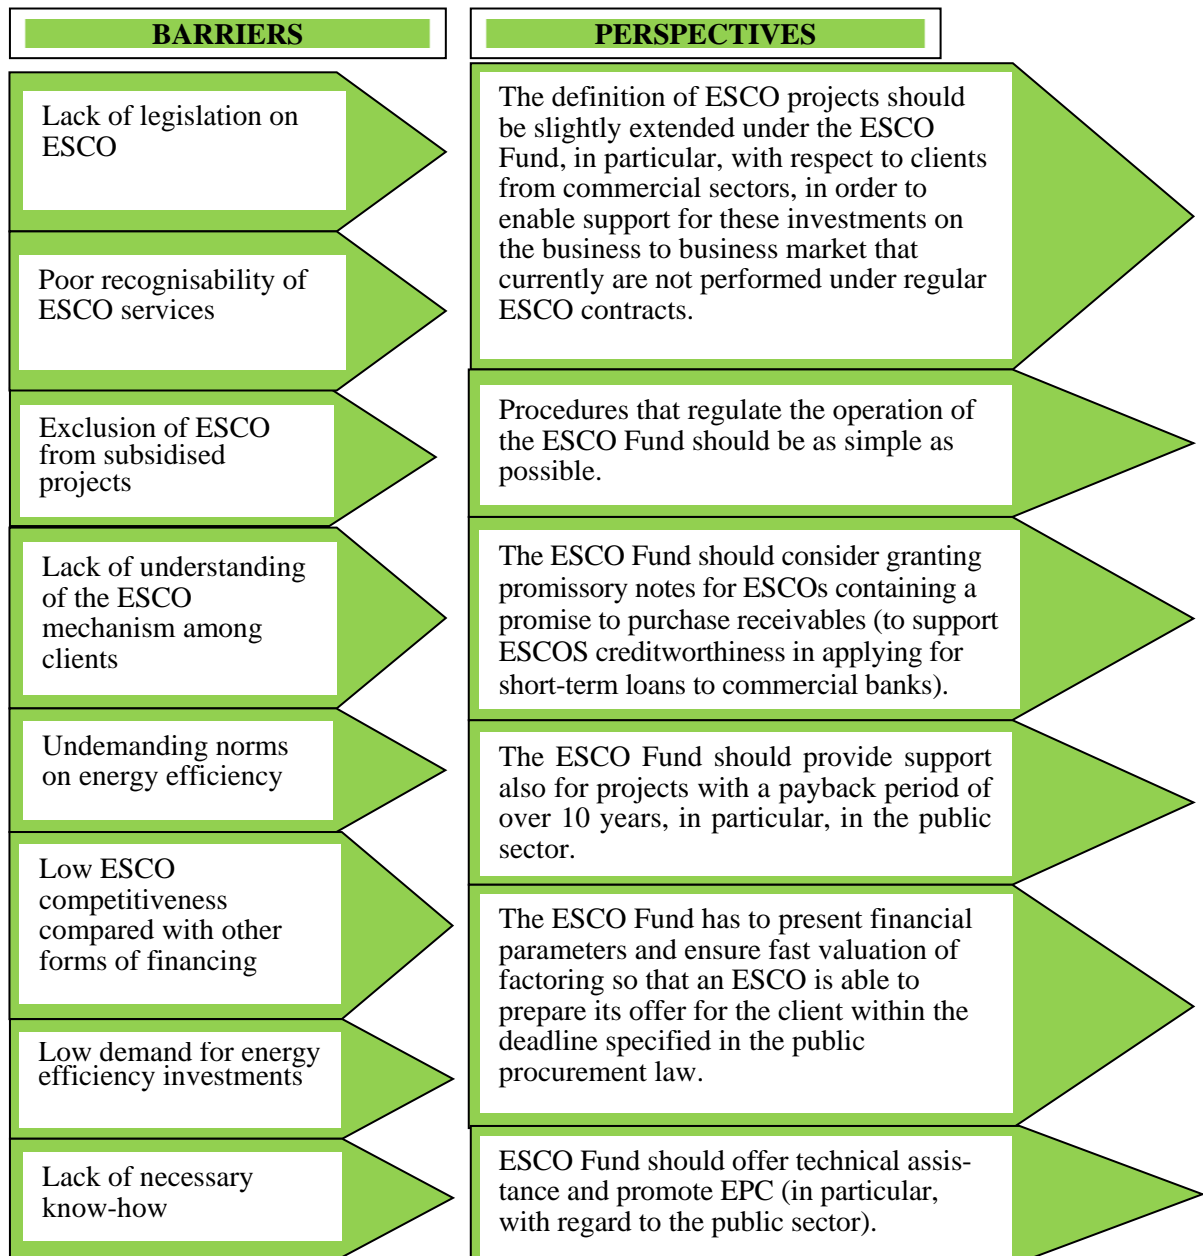 BARRIERS
Lack of legislation on
ESCO
Poor recognisability of
ESCO services
Exclusion of ESCO
from subsidised
projects
Lack of understanding
of the ESCO
mechanism among
clients
Undemanding norms
on energy efficiency
Low ESCO
competitiveness
compared with other
forms of financing
Low demand for energy
efficiency investments
Lack of necessary
know-how
PERSPECTIVES
The definition of ESCO projects should
be slightly extended under the ESCO
Fund, in particular, with respect to clients
from commercial sectors, in order to
enable support for these investments on
the business to business market that
currently are not performed under regular
ESCO contracts.
Procedures that regulate the operation of
the ESCO Fund should be as simple as
possible.
The ESCO Fund should consider granting
promissory notes for ESCOs containing a
promise to purchase receivables (to support
ESCOS creditworthiness in applying for
short-term loans to commercial banks).
The ESCO Fund should provide support
also for projects with a payback period of
over 10 years, in particular, in the public
sector.
The ESCO Fund has to present financial
parameters and ensure fast valuation of
factoring so that an ESCO is able to
prepare its offer for the client within the
deadline specified in the public
procurement law.
ESCO Fund should offer technical assis-
tance and promote EPC (in particular,
with regard to the public sector).